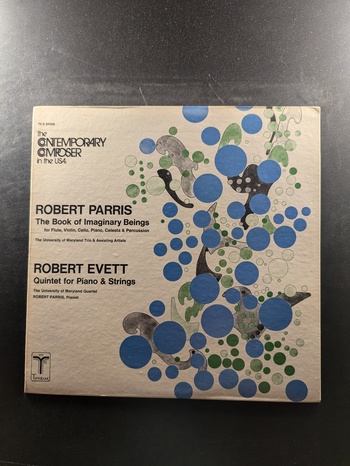 the
CONTEMPORARY
COMPOSER
in the USA
ROBERT PARRIS
The Book of Imaginary Beings
for Flute, Violin, Cello, Piano, Celesta & Percussion
The University of Maryland Trio & Assisting Artists
ROBERT EVETT
Quintet for Piano & Strings
The University of Maryland Quartet
ROBERT PARRIS, Pianist
Turnabout